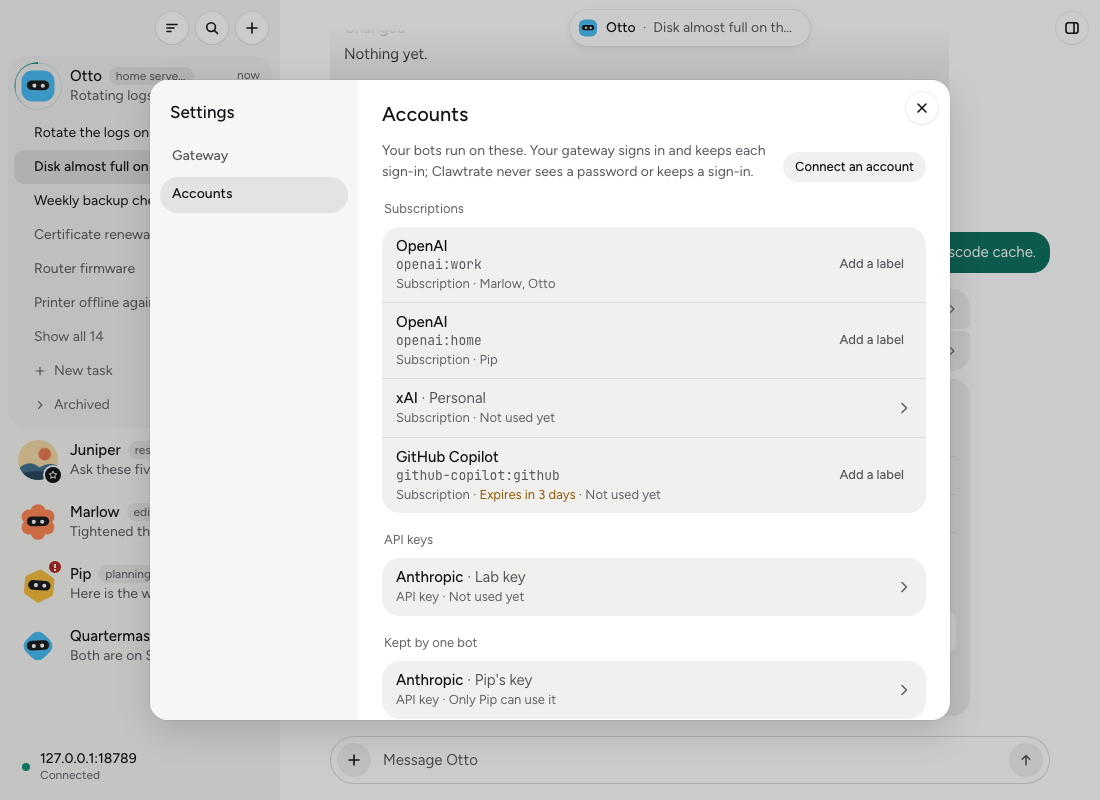 Otto · Disk almost full on th…
Changed
Nothing yet.
Otto home serve… now
Rotating logs
Rotate the logs on
Disk almost full on
Weekly backup che
Certificate renewa
Router firmware
Printer offline again
Show all 14
New task
Archived
Juniper res
Ask these fiv
Marlow edi
Tightened th
Pip planning
Here is the w
Quartermas
Both are on S
127.0.0.1:18789
Connected
Settings
Gateway
Accounts
Accounts
Your bots run on these. Your gateway signs in and keeps each
sign-in; Clawtrate never sees a password or keeps a sign-in.
Connect an account
Subscriptions
OpenAI
openai:work
Subscription · Marlow, Otto
Add a label
OpenAI
openai:home
Subscription · Pip
Add a label
xAI · Personal
Subscription · Not used yet
GitHub Copilot
github-copilot:github
Subscription · Expires in 3 days · Not used yet
Add a label
API keys
Anthropic · Lab key
API key · Not used yet
Kept by one bot
Anthropic · Pip's key
API key · Only Pip can use it
scode cache.
Message Otto